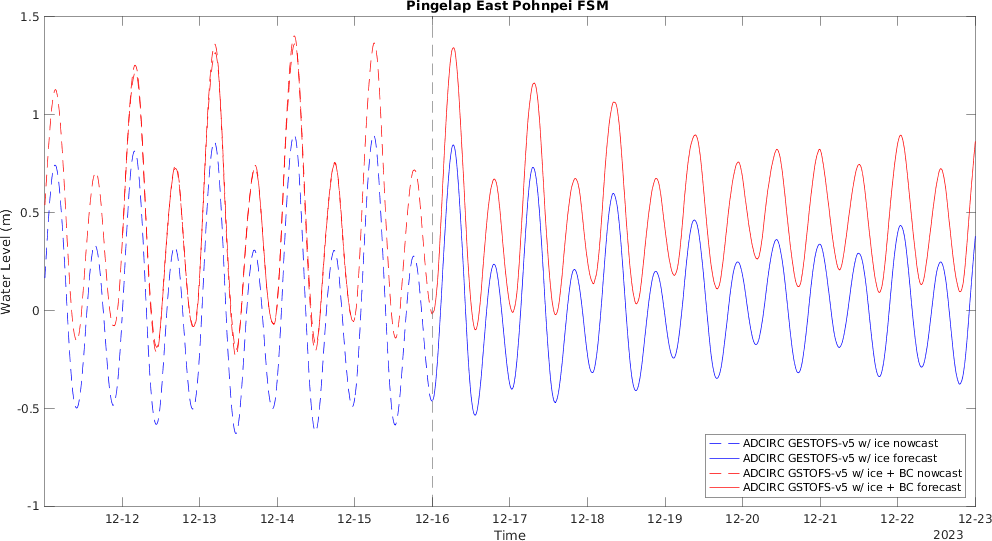 Pingelap East Pohnpei FSM
Water Level (m)
1.5
1
0.5
0
-0.5
-1
12-12
12-13
12-14
12-15
12-16
12-17
12-18
12-19
12-20
12-21
12-22
12-23
Time
2023
ADCIRC GESTOFS-v5 w/ ice nowcast
ADCIRC GESTOFS-v5 w/ ice forecast
ADCIRC GSTOFS-v5 w/ ice + BC nowcast
ADCIRC GSTOFS-v5 w/ ice + BC forecast